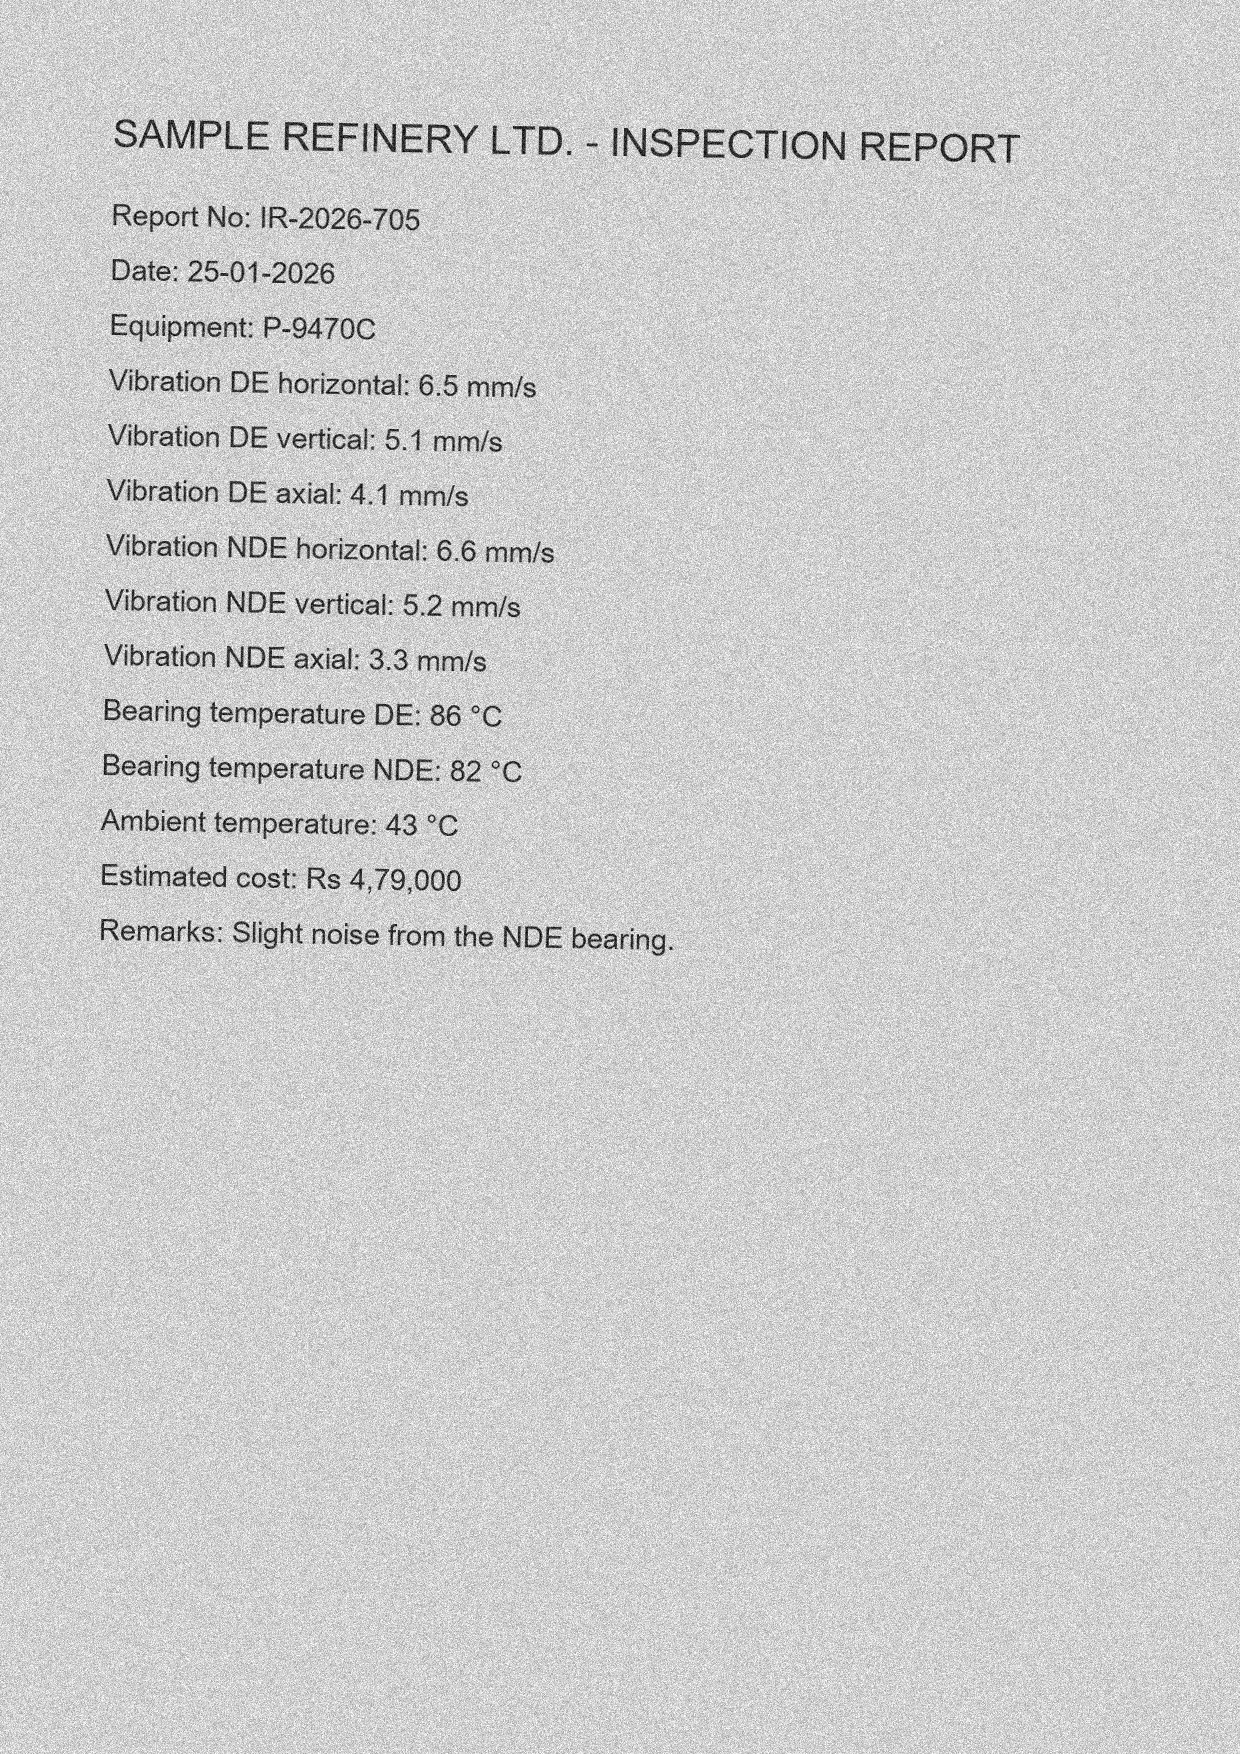 SAMPLE REFINERY LTD. - INSPECTION REPORT
Report No: IR-2026-705
Date: 25-01-2026
Equipment: P-9470C
Vibration DE horizontal: 6.5 mm/s
Vibration DE vertical: 5.1 mm/s
Vibration DE axial: 4.1 mm/s
Vibration NDE horizontal: 6.6 mm/s
Vibration NDE vertical: 5.2 mm/s
Vibration NDE axial: 3.3 mm/s
Bearing temperature DE: 86 °C
Bearing temperature NDE: 82 °C
Ambient temperature: 43 °C
Estimated cost: Rs 4,79,000
Remarks: Slight noise from the NDE bearing.